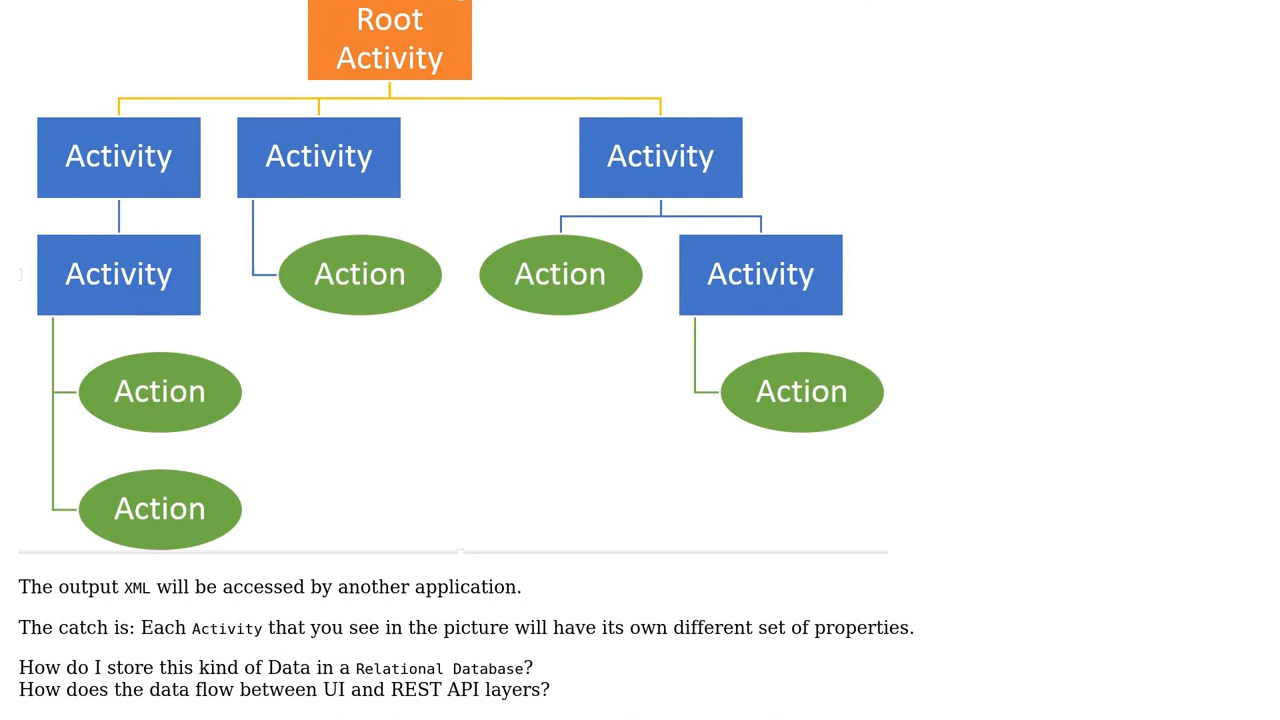 Root
Activity
Activity
Activity
Activity
Activity
Action
Action
Activity
Action
Action
Action
The output XML will be accessed by another application.
The catch is: Each Activity that you see in the picture will have its own different set of properties.
How do I store this kind of Data in a Relational Database?
How does the data flow between UI and REST API layers?